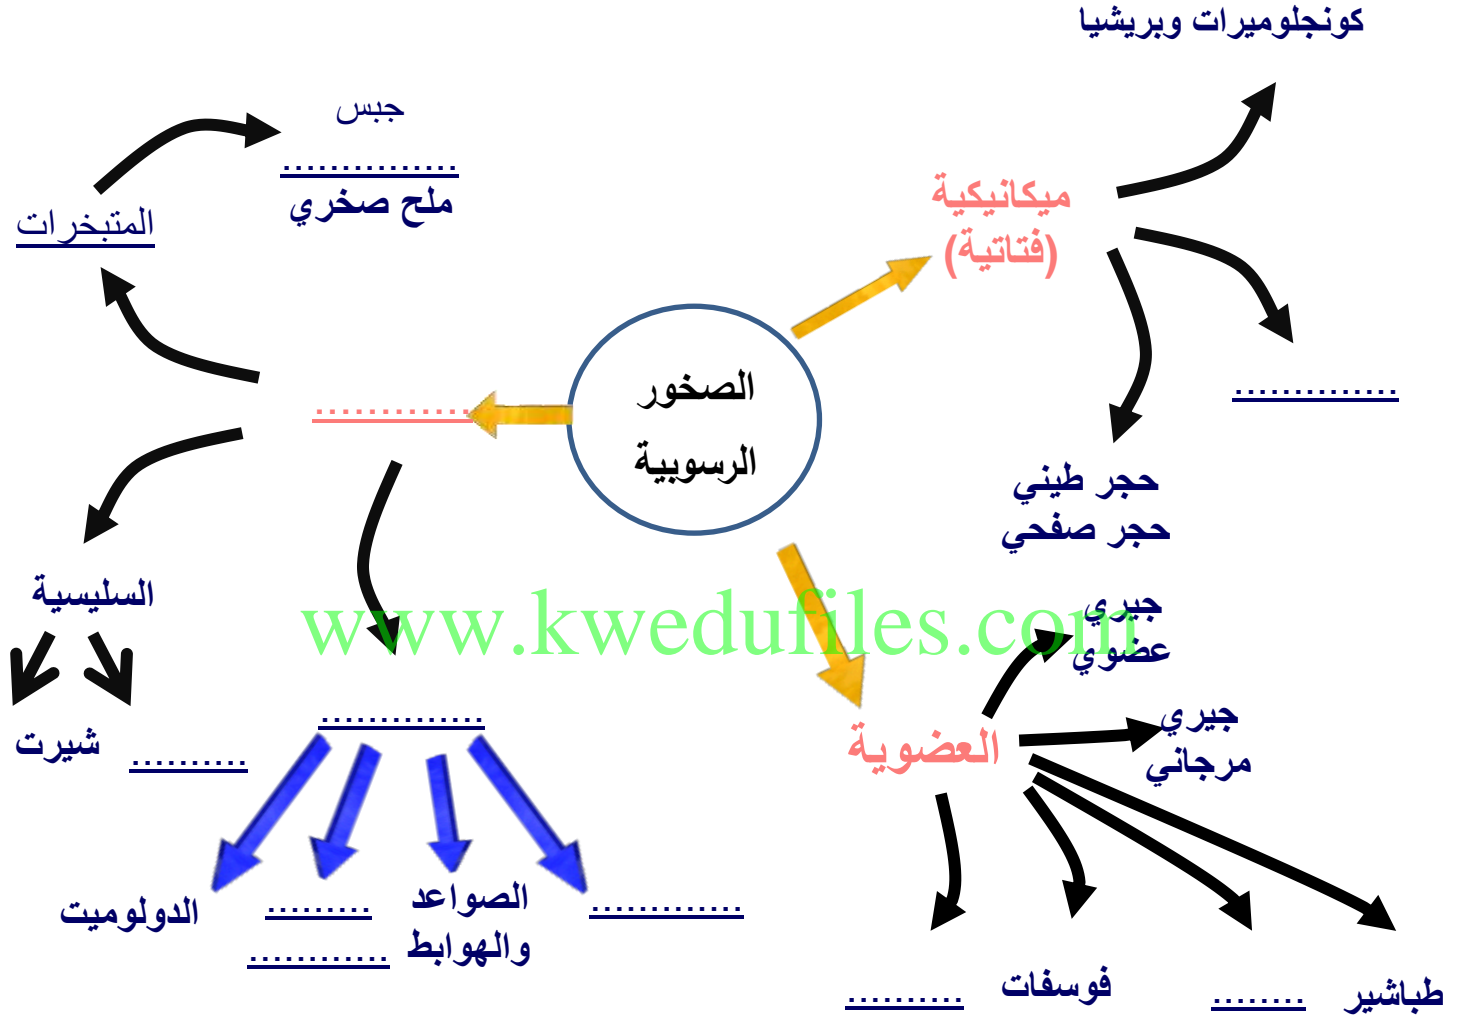 كونجلوميرات وبريشيا
جبس
...............
ملح صخري
المتبخرات
ميكانيكية
(فتاتية)
الصخور
الرسوبية
............
..............
حجر طيني
حجر صفحي
السليسية
جيري
عضوي
www.kwedufiles.com
جيري
مرجاني
العضوية
..............
شيرت
..........
الصواعد
والهوابط
الدولوميت
.........
............
.............
طباشير
........
فوسفات
..........